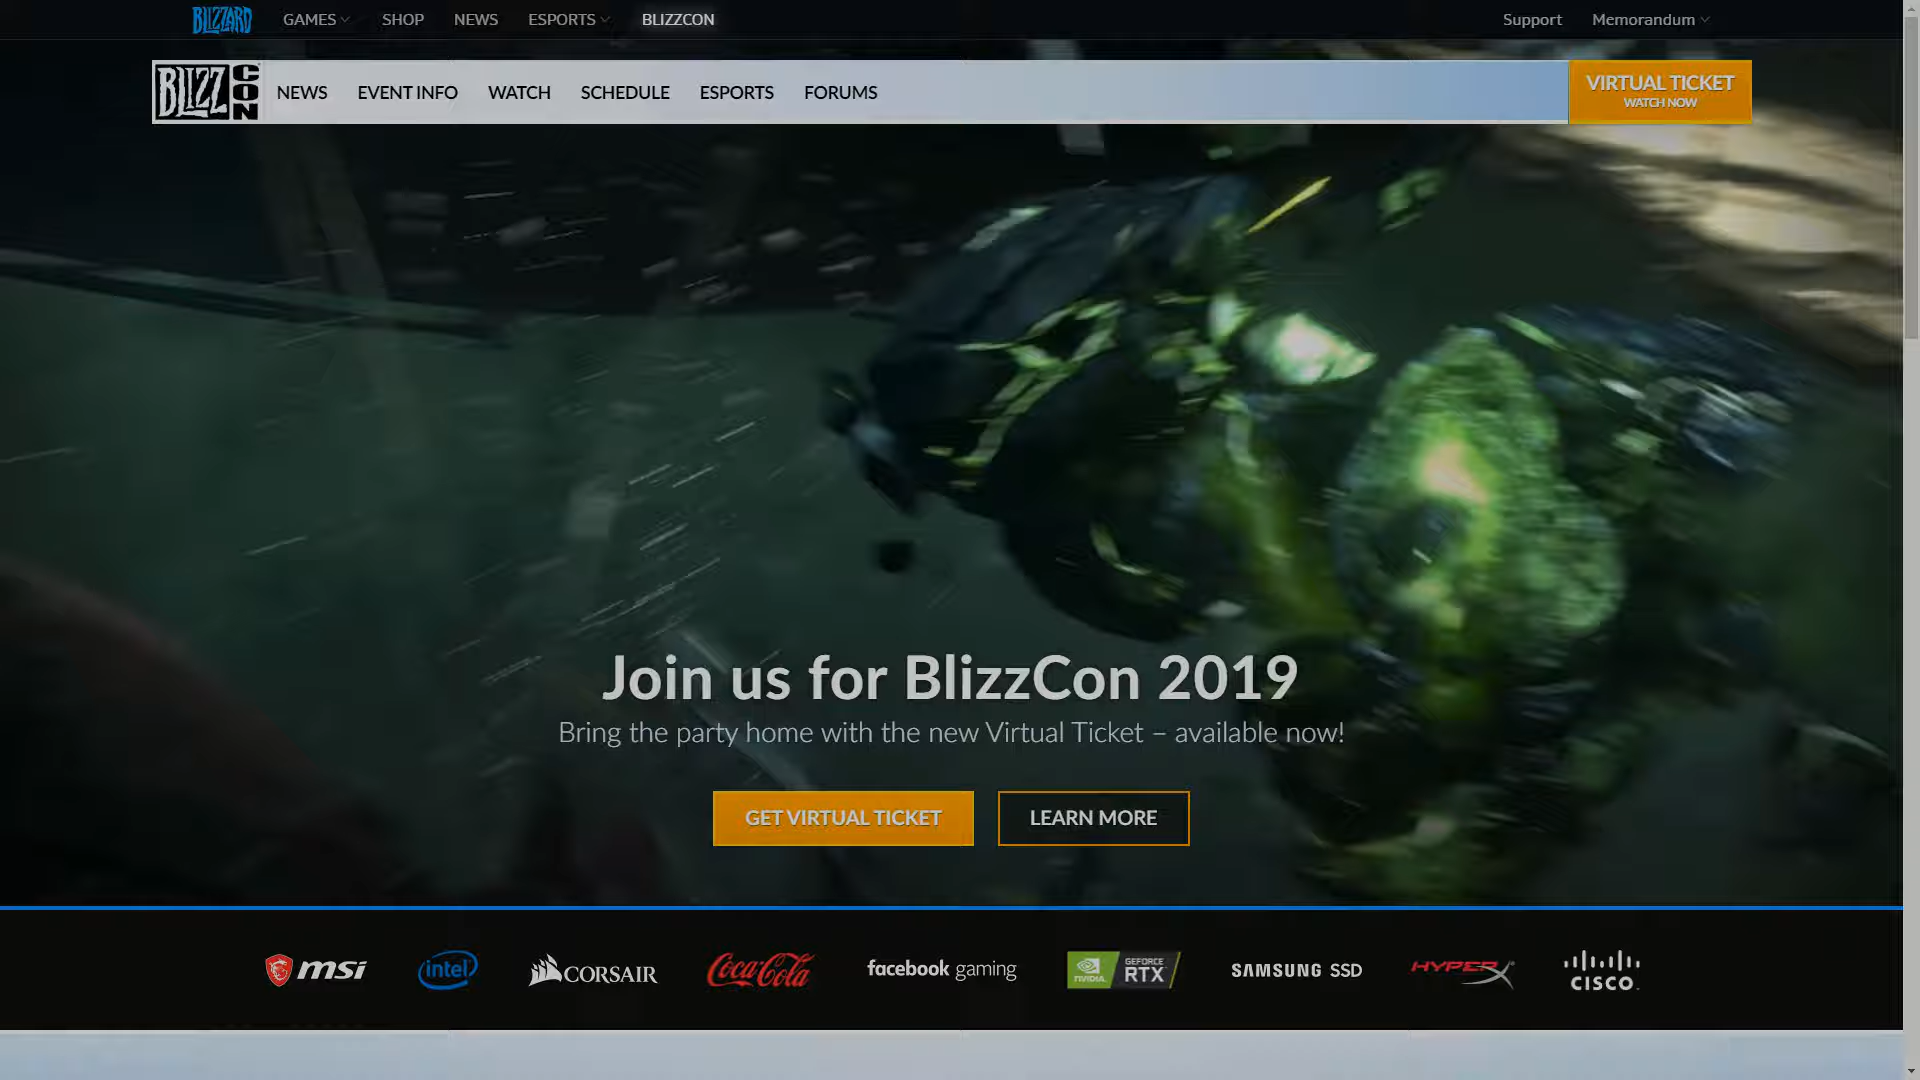 BLIZZARD GAMES SHOP NEWS ESPORTS BLIZZCON Support Memorandum
BLIZZ CON NEWS EVENT INFO WATCH SCHEDULE ESPORTS FORUMS VIRTUAL TICKET
WATCH NOW
Join us for BlizzCon 2019
Bring the party home with the new Virtual Ticket – available now!
GET VIRTUAL TICKET LEARN MORE
msi intel CORSAIR Coca-Cola facebook gaming NVIDIA. GEFORCE RTX SAMSUNG SSD HYPERX CISCO